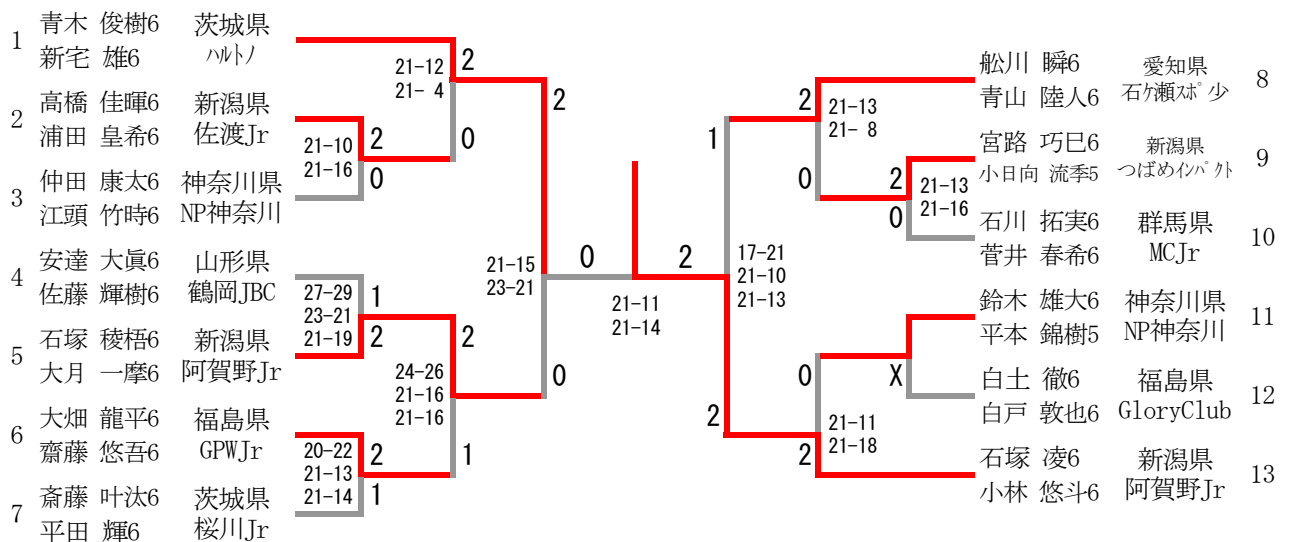 青木 俊樹6 茨城県
1
新宅 雄6 ハルトノ
高橋 佳暉6 新潟県
2
浦田 皇希6 佐渡Jr
仲田 康太6 神奈川県
3
江頭 竹時6 NP神奈川
安達 大眞6 山形県
4
佐藤 輝樹6 鶴岡JBC
石塚 稜悟6 新潟県
5
大月 一摩6 阿賀野Jr
大畑 龍平6 福島県
6
齋藤 悠吾6 GPWJr
斎藤 叶汰6 茨城県
7
平田 輝6 桜川Jr
21-12
21- 4
2
0
21-10
21-16
2
0
2
27-29
23-21
21-19
1
2
24-26
21-16
21-16
2
1
20-22
21-13
21-14
2
1
21-15
23-21
0
0
2
21-11
21-14
17-21
21-10
21-13
1
2
2
21-13
21- 8
0
2
21-13
21-16
0
0
X
21-11
21-18
2
舩川 瞬6 愛知県
8
青山 陸人6 石ケ瀬スポ少
宮路 巧巳6 新潟県
9
小日向 流季5 つばめインパクト
石川 拓実6 群馬県
10
菅井 春希6 MCJr
鈴木 雄大6 神奈川県
11
平本 錦樹5 NP神奈川
白土 徹6 福島県
12
白戸 敦也6 GloryClub
石塚 凌6 新潟県
13
小林 悠斗6 阿賀野Jr